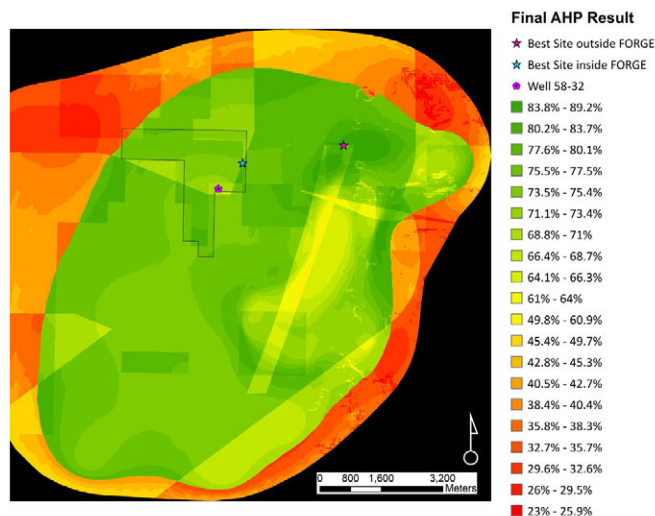 Final AHP Result
Best Site outside FORGE
Best Site inside FORGE
Well 58-32
83.8% - 89.2%
80.2% - 83.7%
77.6% - 80.1%
75.5% - 77.5%
73.5% - 75.4%
71.1% - 73.4%
68.8% - 71%
66.4% - 68.7%
64.1% - 66.3%
61% - 64%
49.8% - 60.9%
45.4% - 49.7%
42.8% - 45.3%
40.5% - 42.7%
38.4% - 40.4%
35.8% - 38.3%
32.7% - 35.7%
29.6% - 32.6%
26% - 29.5%
23% - 25.9%
0 800 1,600 3,200
Meters